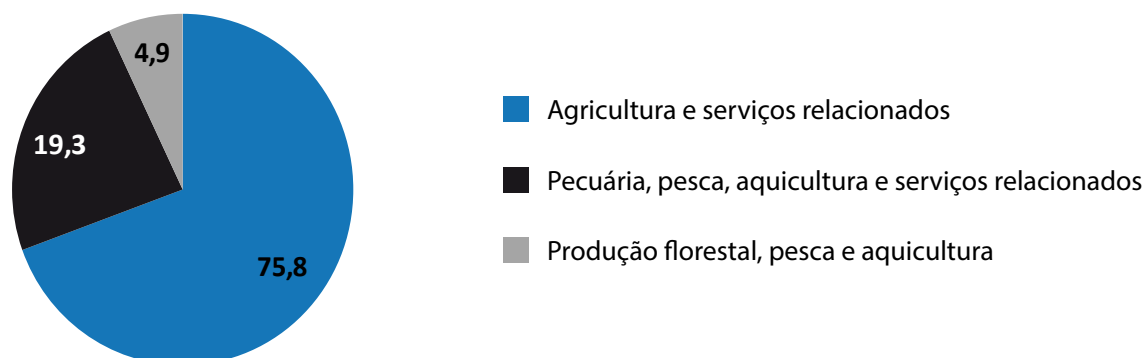 4,9
19,3
75,8
Agricultura e serviços relacionados
Pecuária, pesca, aquicultura e serviços relacionados
Produção florestal, pesca e aquicultura